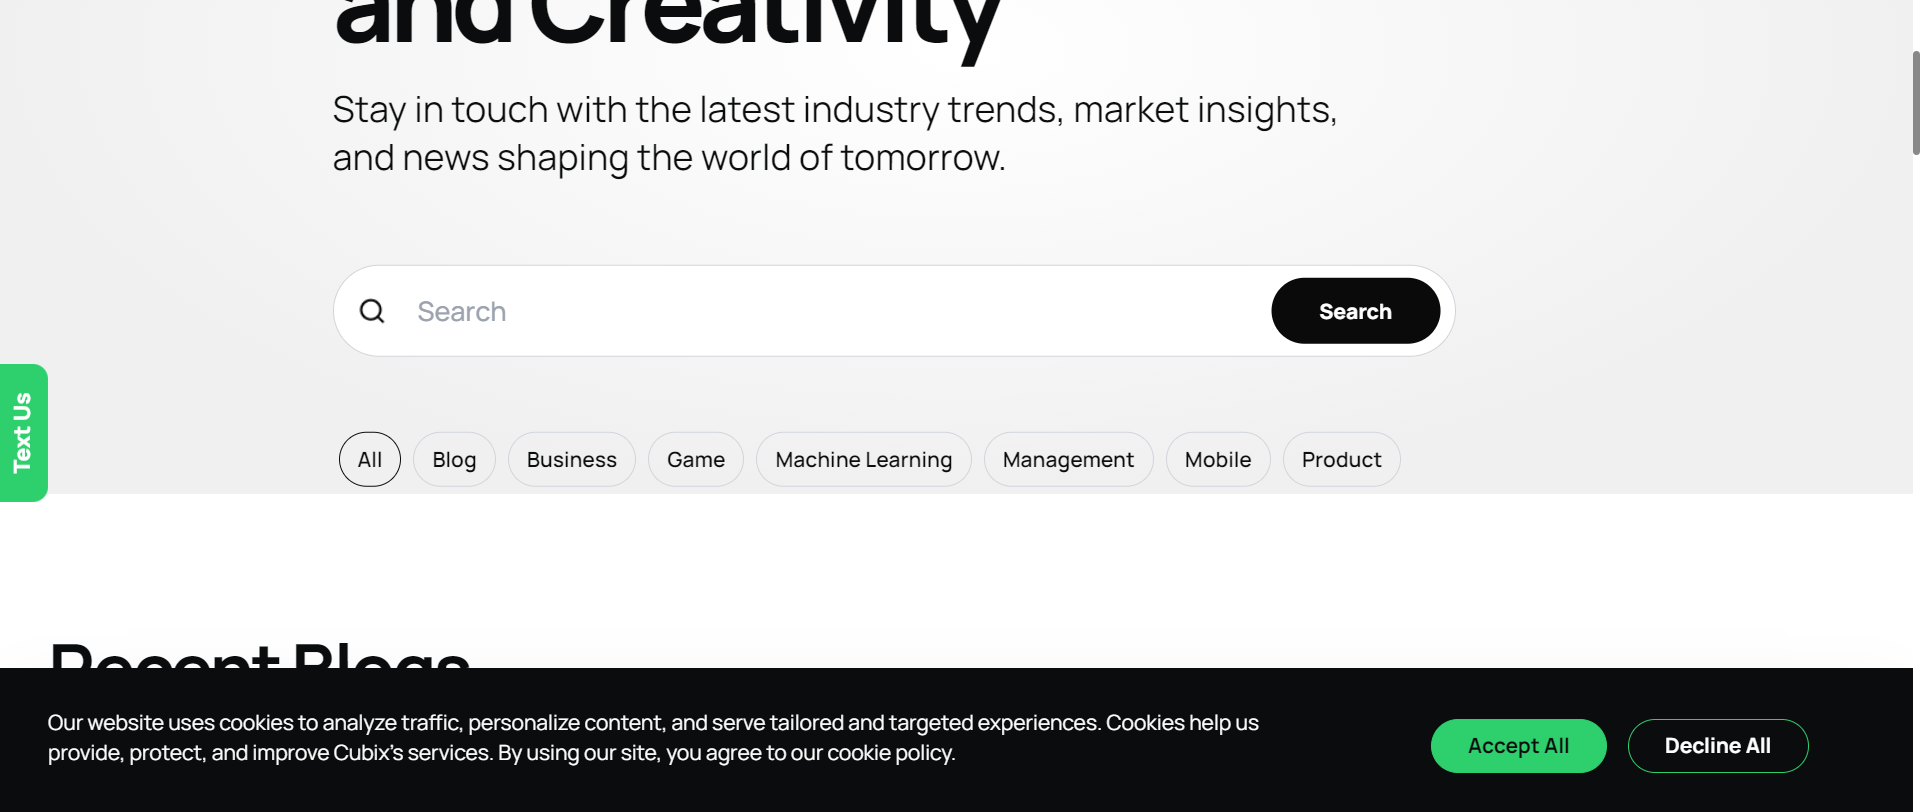 and Creativity
Stay in touch with the latest industry trends, market insights,
and news shaping the world of tomorrow.
Search
Search
Text Us
All
Blog
Business
Game
Machine Learning
Management
Mobile
Product
Recent Blogs
Our website uses cookies to analyze traffic, personalize content, and serve tailored and targeted experiences. Cookies help us
provide, protect, and improve Cubix's services. By using our site, you agree to our cookie policy.
Accept All
Decline All